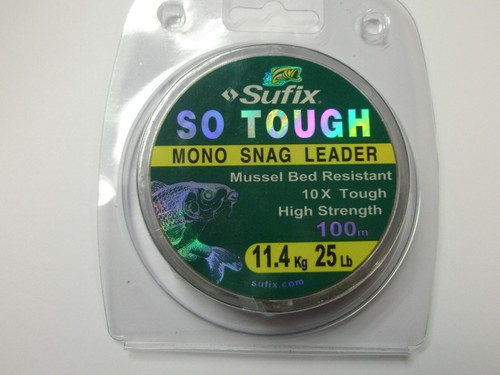 Sufix
SO TOUGH
MONO SNAG LEADER
Mussel Bed Resistant
10X Tough
High Strength
100m
11.4 Kg 25 Lb
sufix.com